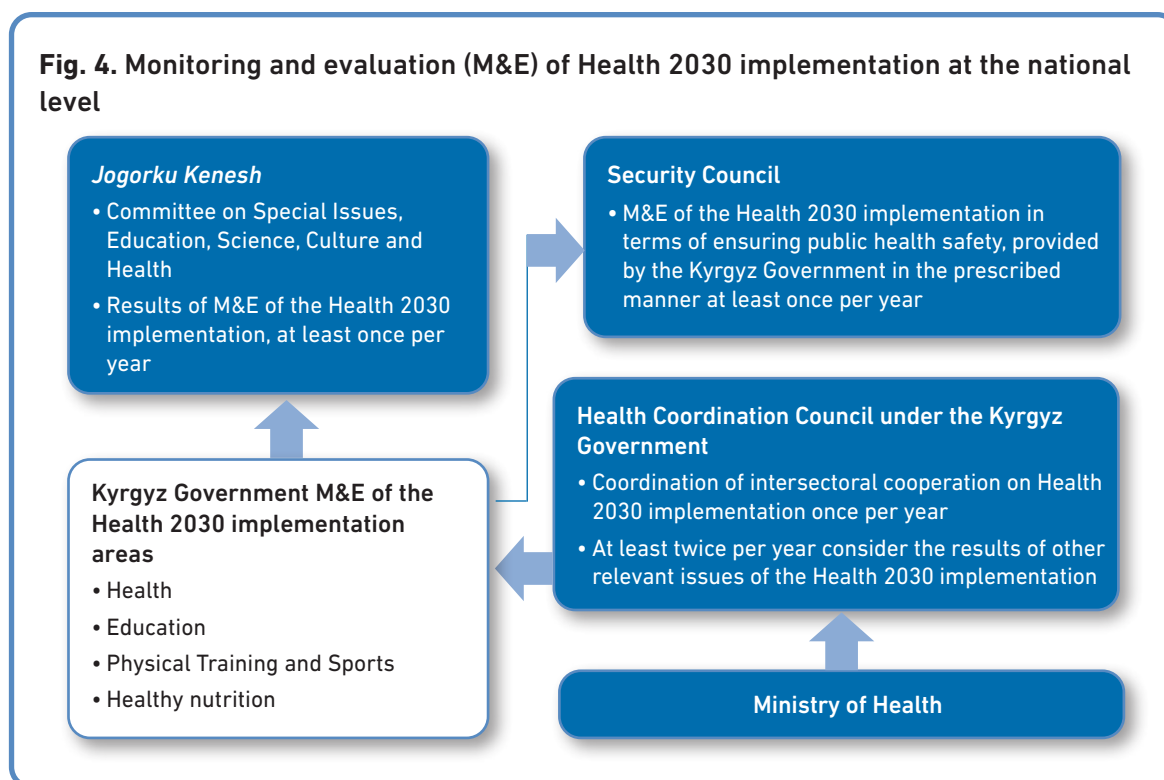 Fig. 4. Monitoring and evaluation (M&E) of Health 2030 implementation at the national
level
Jogorku Kenesh
• Committee on Special Issues,
Education, Science, Culture and
Health
• Results of M&E of the Health 2030
implementation, at least once per
year
Security Council
• M&E of the Health 2030 implementation in
terms of ensuring public health safety, provided
by the Kyrgyz Government in the prescribed
manner at least once per year
Kyrgyz Government M&E of the
Health 2030 implementation
areas
• Health
• Education
• Physical Training and Sports
• Healthy nutrition
Health Coordination Council under the Kyrgyz
Government
• Coordination of intersectoral cooperation on Health
2030 implementation once per year
• At least twice per year consider the results of other
relevant issues of the Health 2030 implementation
Ministry of Health